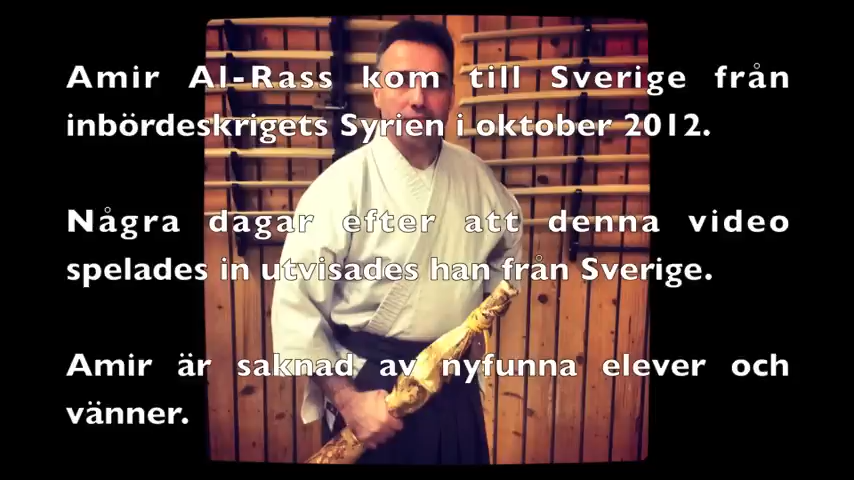 Amir Al-Rass kom till Sverige från
inbördeskrigets Syrien i oktober 2012.
Några dagar efter att denna video
spelades in utvisades han från Sverige.
Amir är saknad av nyfunna elever och
vänner.